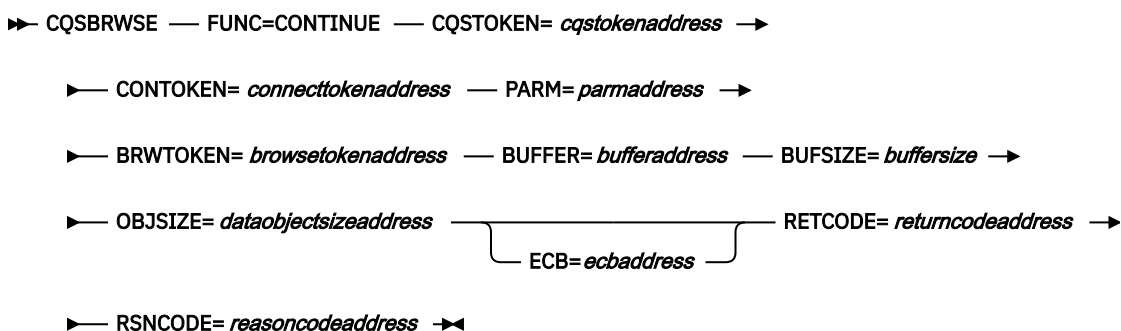 CQSBRWSE FUNC=CONTINUE CQSTOKEN= cqstokenaddress
CONTOKEN= connecttokenaddress PARM= parmaddress
BRWTOKEN= browsetokenaddress BUFFER= bufferaddress BUFSIZE= buffersize
OBJSIZE= dataobjectsizeaddress RETCODE= returncodeaddress
ECB= ecbaddress
RSNCODE= reasoncodeaddress